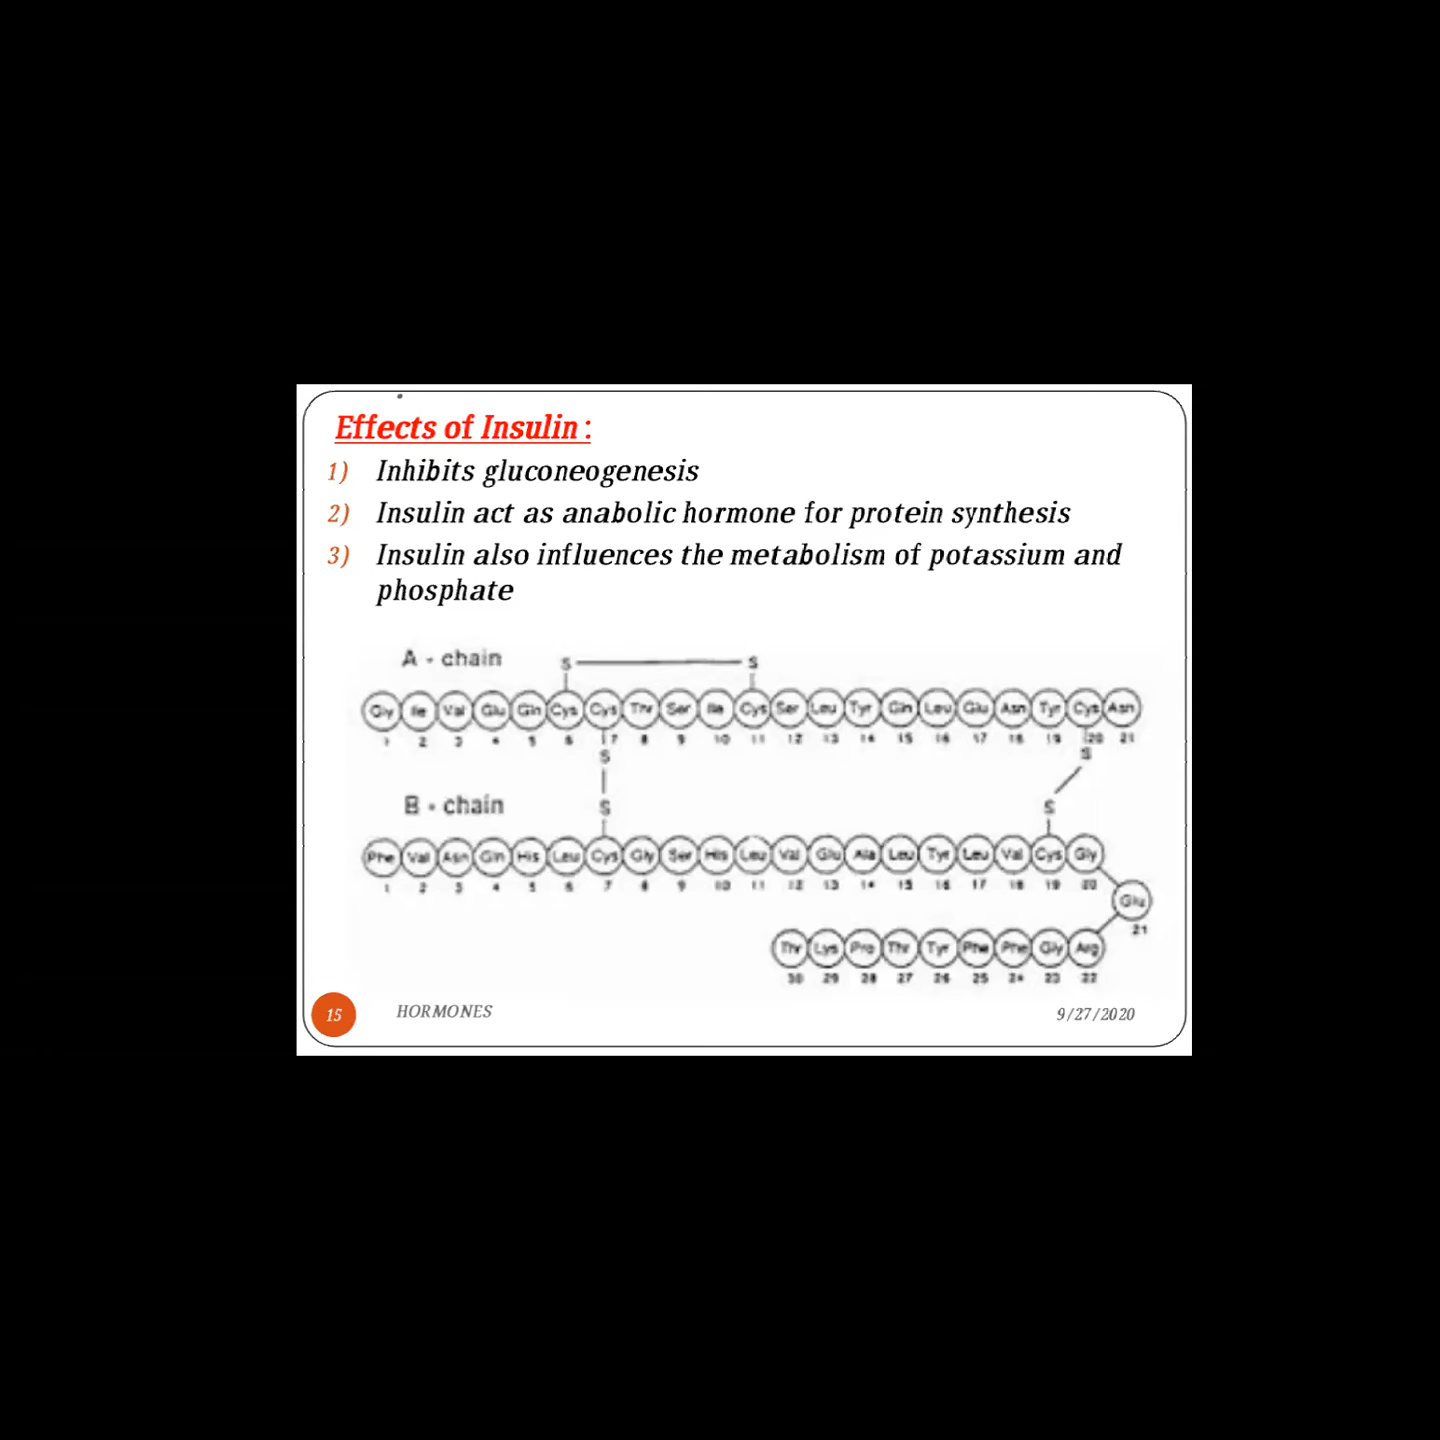 Effects of Insulin :
1) Inhibits gluconeogenesis
2) Insulin act as anabolic hormone for protein synthesis
3) Insulin also influences the metabolism of potassium and
phosphate
A - chain
S S
Gly Ile Val Glu Gln Cys Cys Thr Ser Ile Cys Ser Leu Tyr Gln Leu Glu Asn Tyr Cys Asn
1 2 3 4 5 6 7 8 9 10 11 12 13 14 15 16 17 18 19 20 21
S S
B - chain
S S
Phe Val Asn Gln His Leu Cys Gly Ser His Leu Val Glu Ala Leu Tyr Leu Val Cys Gly
1 2 3 4 5 6 7 8 9 10 11 12 13 14 15 16 17 18 19 20
Glu
21
Thr Lys Pro Thr Tyr Phe Phe Gly Arg
30 29 28 27 26 25 24 23 22
15 HORMONES 9/27/2020